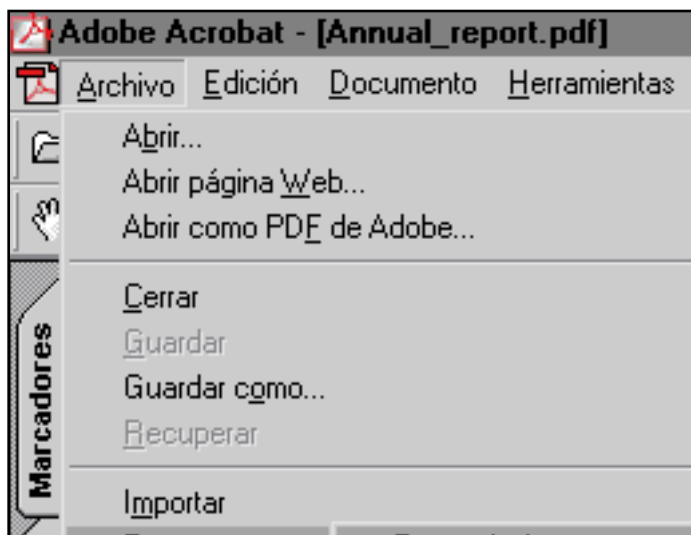 Adobe Acrobat - [Annual_report.pdf]
Archivo Edición Documento Herramientas
Abrir...
Abrir página Web...
Abrir como PDF de Adobe...
Cerrar
Guardar
Guardar como...
Recuperar
Importar
Marcadores